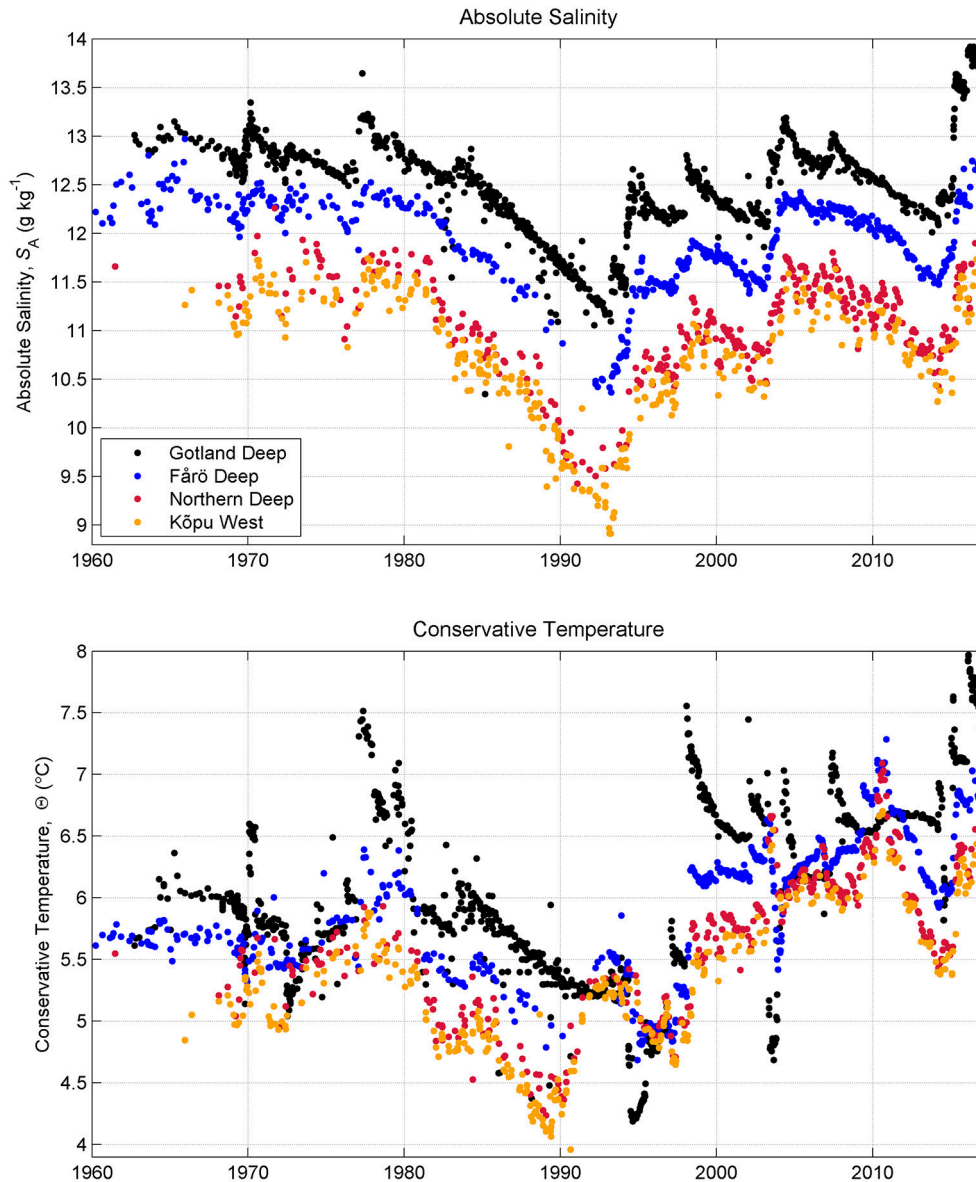 Absolute Salinity
Absolute Salinity, S_A (g kg⁻¹)
14
13.5
13
12.5
12
11.5
11
10.5
10
9.5
9
Gotland Deep
Fårö Deep
Northern Deep
Kõpu West
1960 1970 1980 1990 2000 2010
Conservative Temperature
Conservative Temperature, Θ (°C)
8
7.5
7
6.5
6
5.5
5
4.5
4
1960 1970 1980 1990 2000 2010